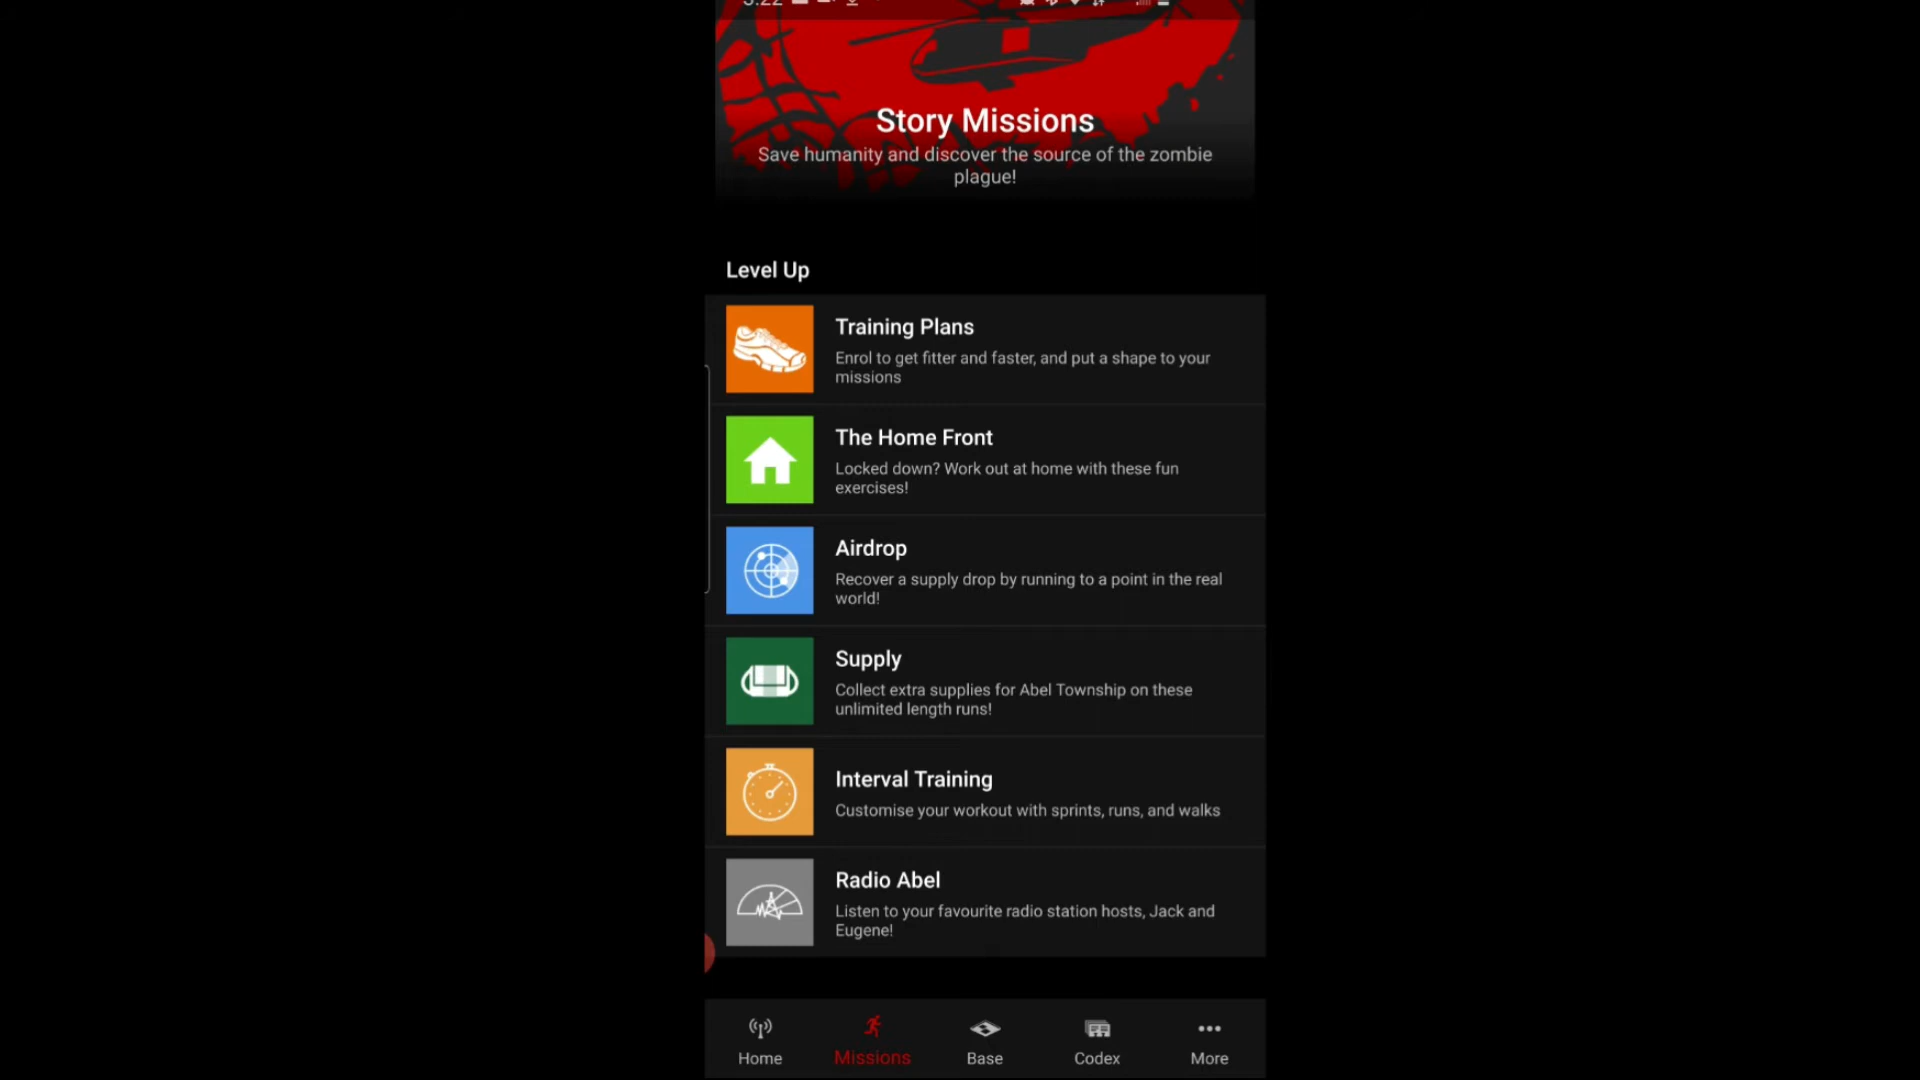 Story Missions
Save humanity and discover the source of the zombie
plague!
Level Up
Training Plans
Enrol to get fitter and faster, and put a shape to your
missions
The Home Front
Locked down? Work out at home with these fun
exercises!
Airdrop
Recover a supply drop by running to a point in the real
world!
Supply
Collect extra supplies for Abel Township on these
unlimited length runs!
Interval Training
Customise your workout with sprints, runs, and walks
Radio Abel
Listen to your favourite radio station hosts, Jack and
Eugene!
Home
Missions
Base
Codex
More